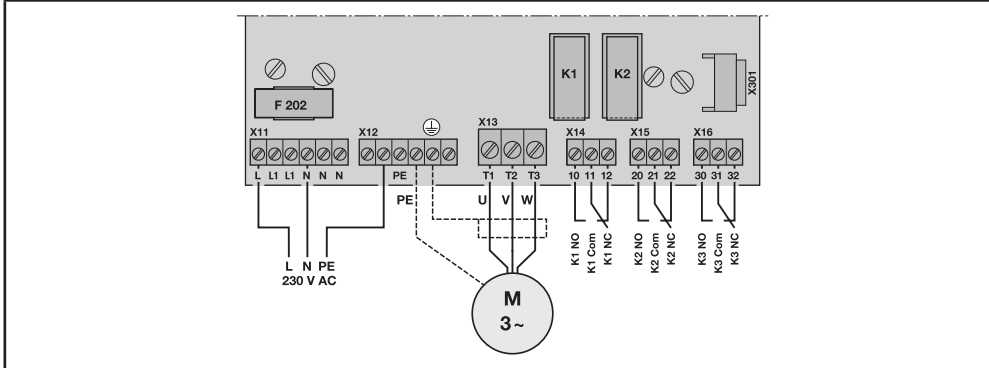 K1 K2 X301
F 202
X11 X12 X13 X14 X15 X16
L L1 L1 N N N PE T1 T2 T3 10 11 12 20 21 22 30 31 32
PE U V W
K1 NO K1 Com K1 NC K2 NO K2 Com K2 NC K3 NO K3 Com K3 NC
L N PE
230 V AC
M
3~